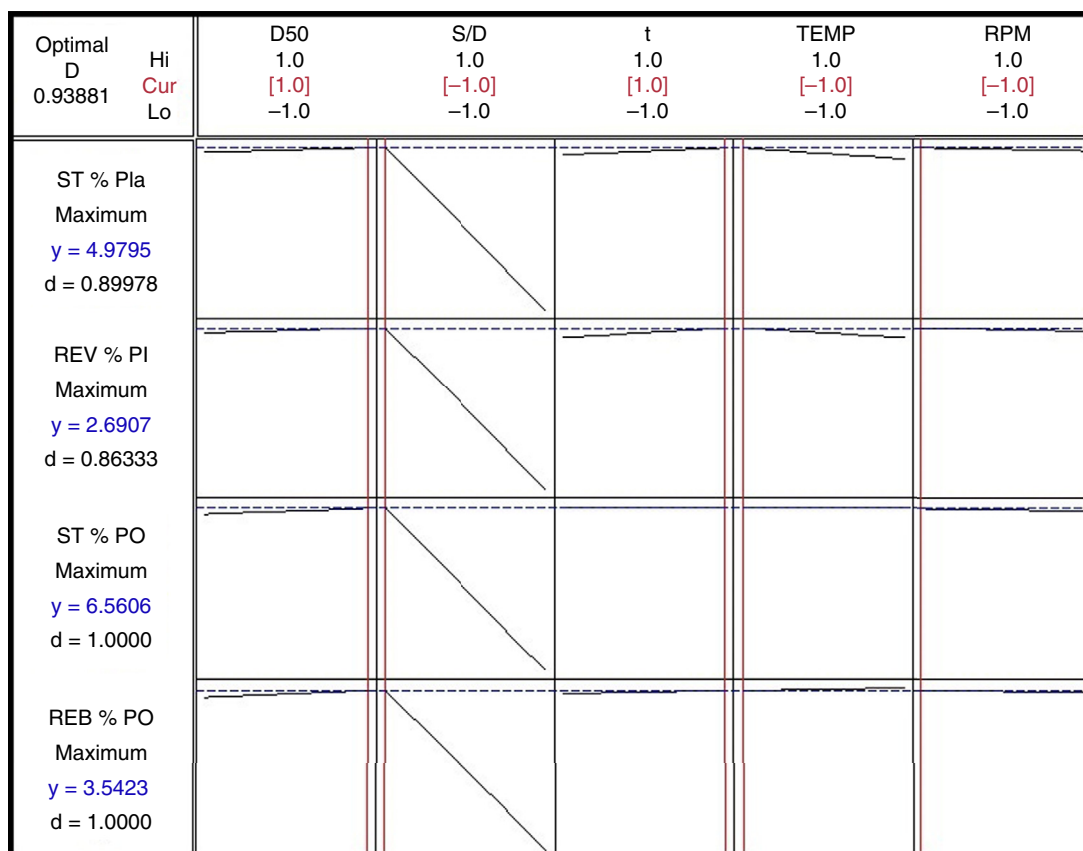 Optimal
D
0.93881
Hi
Cur
Lo
D50
1.0
[1.0]
–1.0
S/D
1.0
[–1.0]
–1.0
t
1.0
[1.0]
–1.0
TEMP
1.0
[–1.0]
–1.0
RPM
1.0
[–1.0]
–1.0
ST % Pla
Maximum
y = 4.9795
d = 0.89978
REV % PI
Maximum
y = 2.6907
d = 0.86333
ST % PO
Maximum
y = 6.5606
d = 1.0000
REB % PO
Maximum
y = 3.5423
d = 1.0000